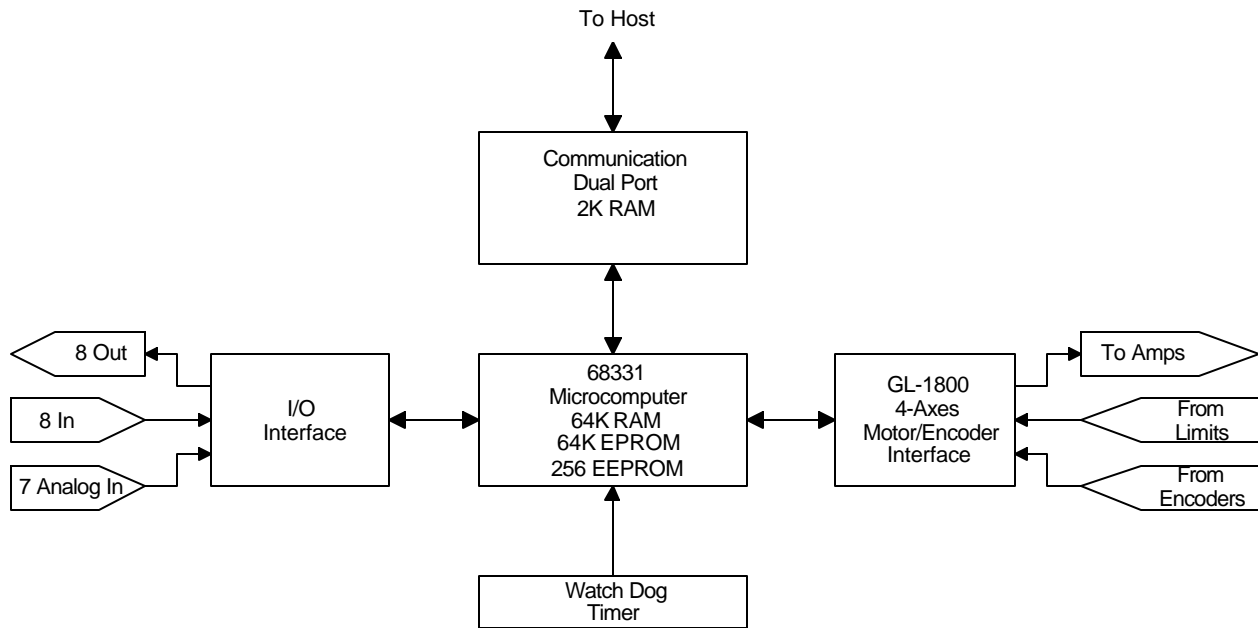 To Host
Communication
Dual Port
2K RAM
8 Out
8 In
7 Analog In
I/O
Interface
68331
Microcomputer
64K RAM
64K EPROM
256 EEPROM
GL-1800
4-Axes
Motor/Encoder
Interface
To Amps
From
Limits
From
Encoders
Watch Dog
Timer